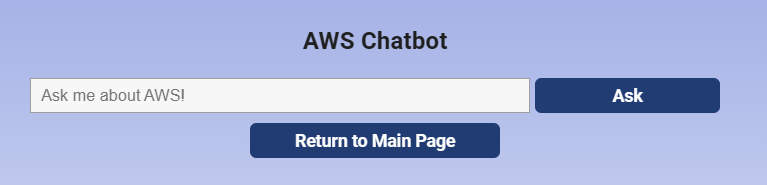 AWS Chatbot
Ask me about AWS! Ask
Return to Main Page